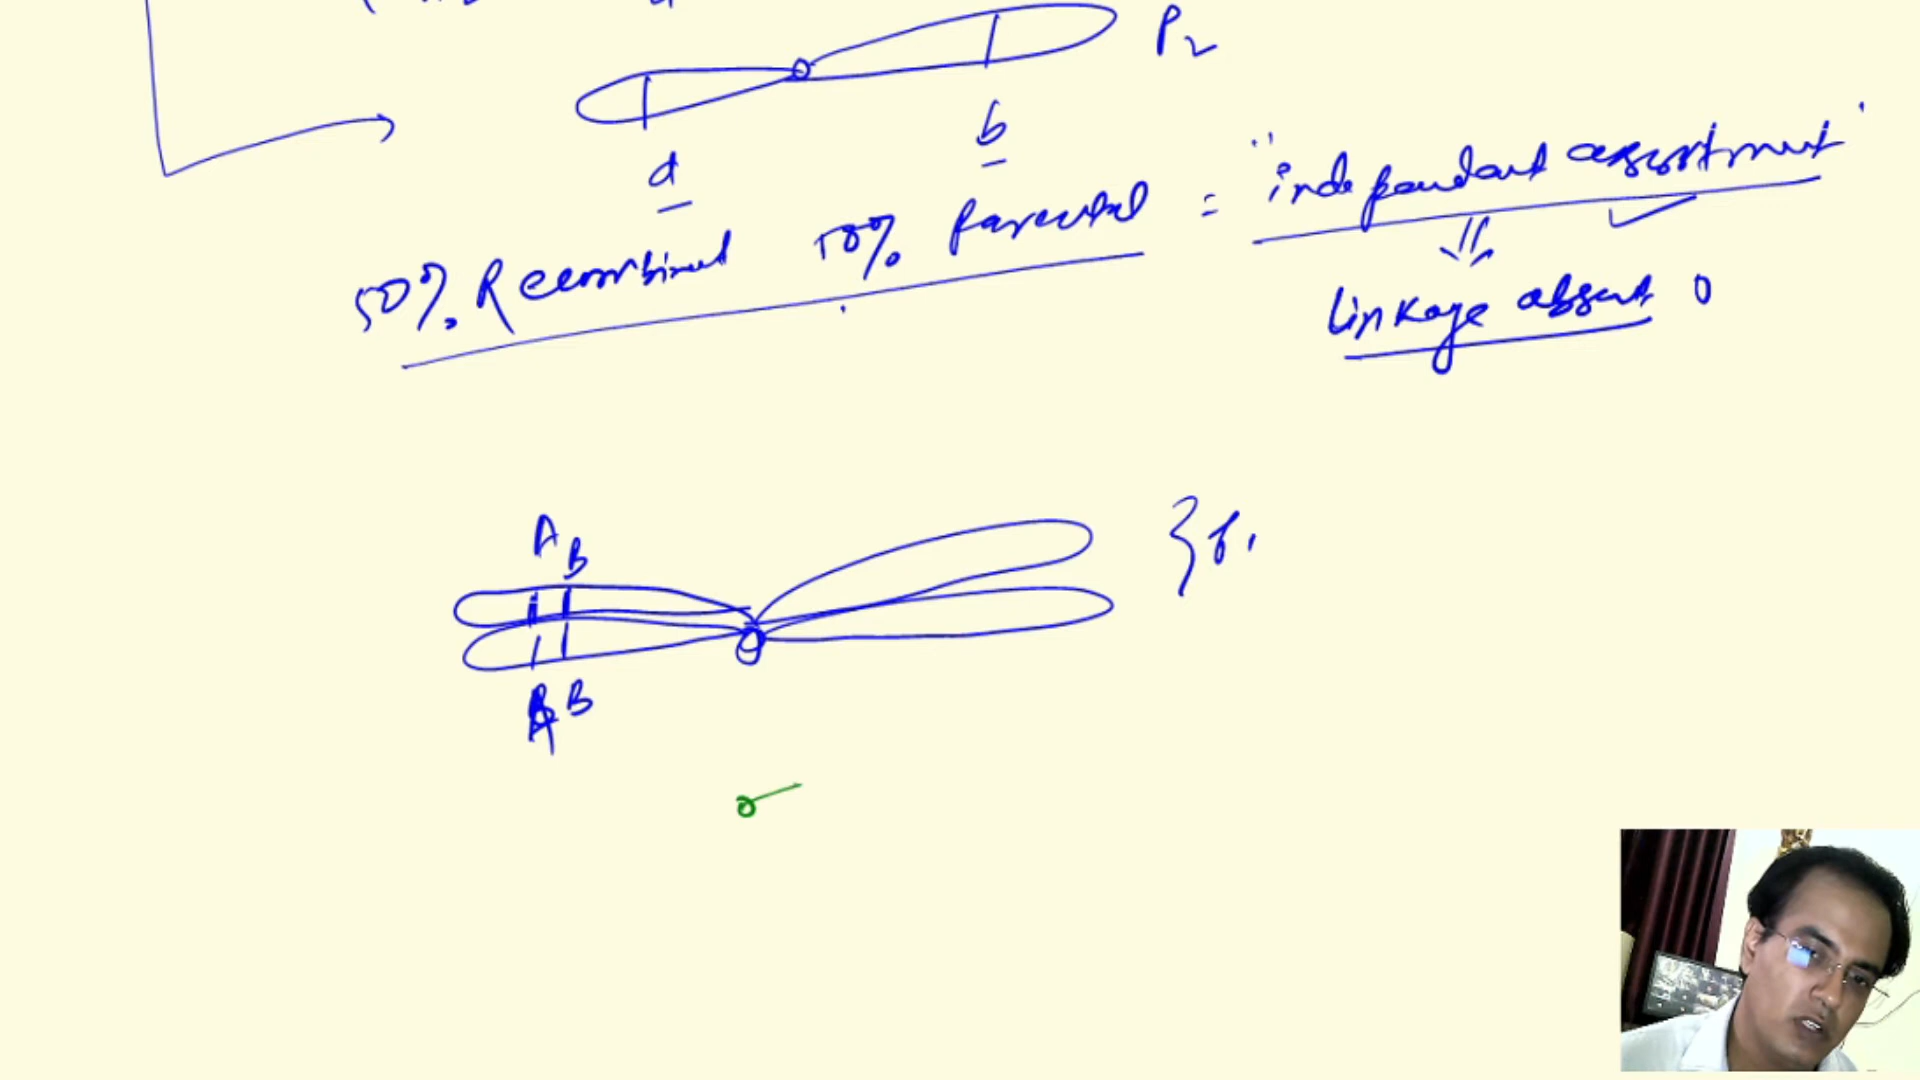 P2
a b
50% Recombinant 50% Parental = "independent assortment"
linkage absent 0
A B } f1
A B